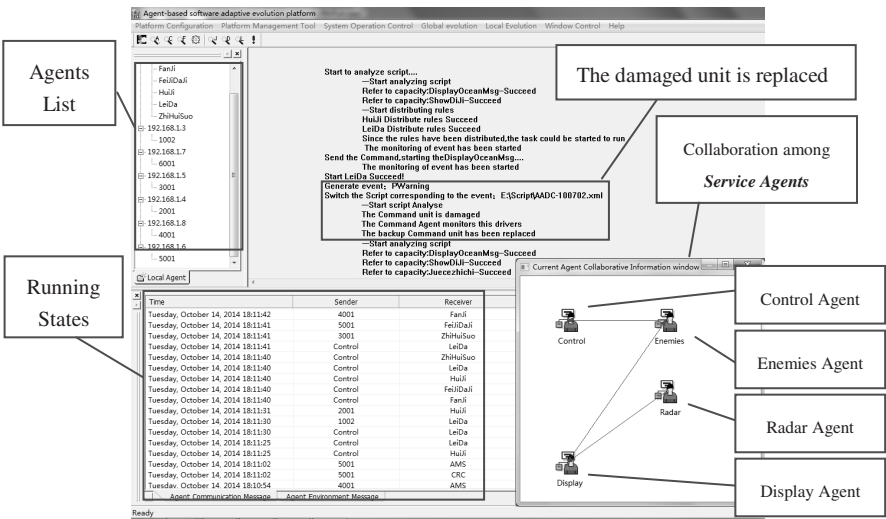 Agent-based software adaptive evolution platform
Platform Configuration Platform Management Tool System Operation Control Global evolution Local Evolution Window Control Help
Agents
List
FanJi
FeiJiDaJi
HuiJi
LeiDa
ZhiHuiSuo
192.168.1.3
1002
192.168.1.7
6001
192.168.1.5
3001
192.168.1.4
2001
192.168.1.8
4001
192.168.1.6
5001
Local Agent
Start to analyze script....
—Start analyzing script
Refer to capacity:DisplayOceanMsg–Succeed
Refer to capacity:ShowDiJi–Succeed
—Start distributing rules
HuiJi Distribute rules Succeed
LeiDa Distribute rules Succeed
Since the rules have been distributed,the task could be started to run
The monitoring of event has been started
Send the Command,starting theDisplayOceanMsg....
The monitoring of event has been started
Start LeiDa Succeed!
Generate event; PWarning
Switch the Script corresponding to the event; E:\Script\AADC-100702.xml
—Start script Analyse
The Command unit is damaged
The Command Agent monitors this drivers
The backup Command unit has been replaced
—Start analyzing script
Refer to capacity:DisplayOceanMsg–Succeed
Refer to capacity:ShowDiJi–Succeed
Refer to capacity:Juecezhichi–Succeed
The damaged unit is replaced
Collaboration among
Service Agents
Running
States
Time Sender Receiver
Tuesday, October 14, 2014 18:11:42 4001 FanJi
Tuesday, October 14, 2014 18:11:41 5001 FeiJiDaJi
Tuesday, October 14, 2014 18:11:41 3001 ZhiHuiSuo
Tuesday, October 14, 2014 18:11:41 Control LeiDa
Tuesday, October 14, 2014 18:11:40 Control ZhiHuiSuo
Tuesday, October 14, 2014 18:11:40 Control LeiDa
Tuesday, October 14, 2014 18:11:40 Control HuiJi
Tuesday, October 14, 2014 18:11:40 Control FeiJiDaJi
Tuesday, October 14, 2014 18:11:40 Control FanJi
Tuesday, October 14, 2014 18:11:31 2001 HuiJi
Tuesday, October 14, 2014 18:11:30 1002 LeiDa
Tuesday, October 14, 2014 18:11:30 Control LeiDa
Tuesday, October 14, 2014 18:11:25 Control LeiDa
Tuesday, October 14, 2014 18:11:25 Control HuiJi
Tuesday, October 14, 2014 18:11:02 5001 AMS
Tuesday, October 14, 2014 18:11:02 5001 CRC
Tuesday, October 14, 2014 18:10:54 4001 AMS
Agent Communication Message Agent Environment Message
Ready
Current Agent Collaborative Information window
Control
Enemies
Radar
Display
Control Agent
Enemies Agent
Radar Agent
Display Agent